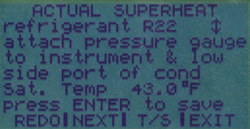 ACTUAL SUPERHEAT
refrigerant R22 ↕
attach pressure gauge
to instrument & low
side port of cond
Sat. Temp 43.0°F
press ENTER to save
REDO|NEXT| T/S |EXIT